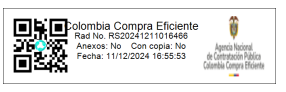 Colombia Compra Eficiente
Rad No. RS20241211016466
Anexos: No Con copia: No
Fecha: 11/12/2024 16:55:53
Agencia Nacional
de Contratación Pública
Colombia Compra Eficiente